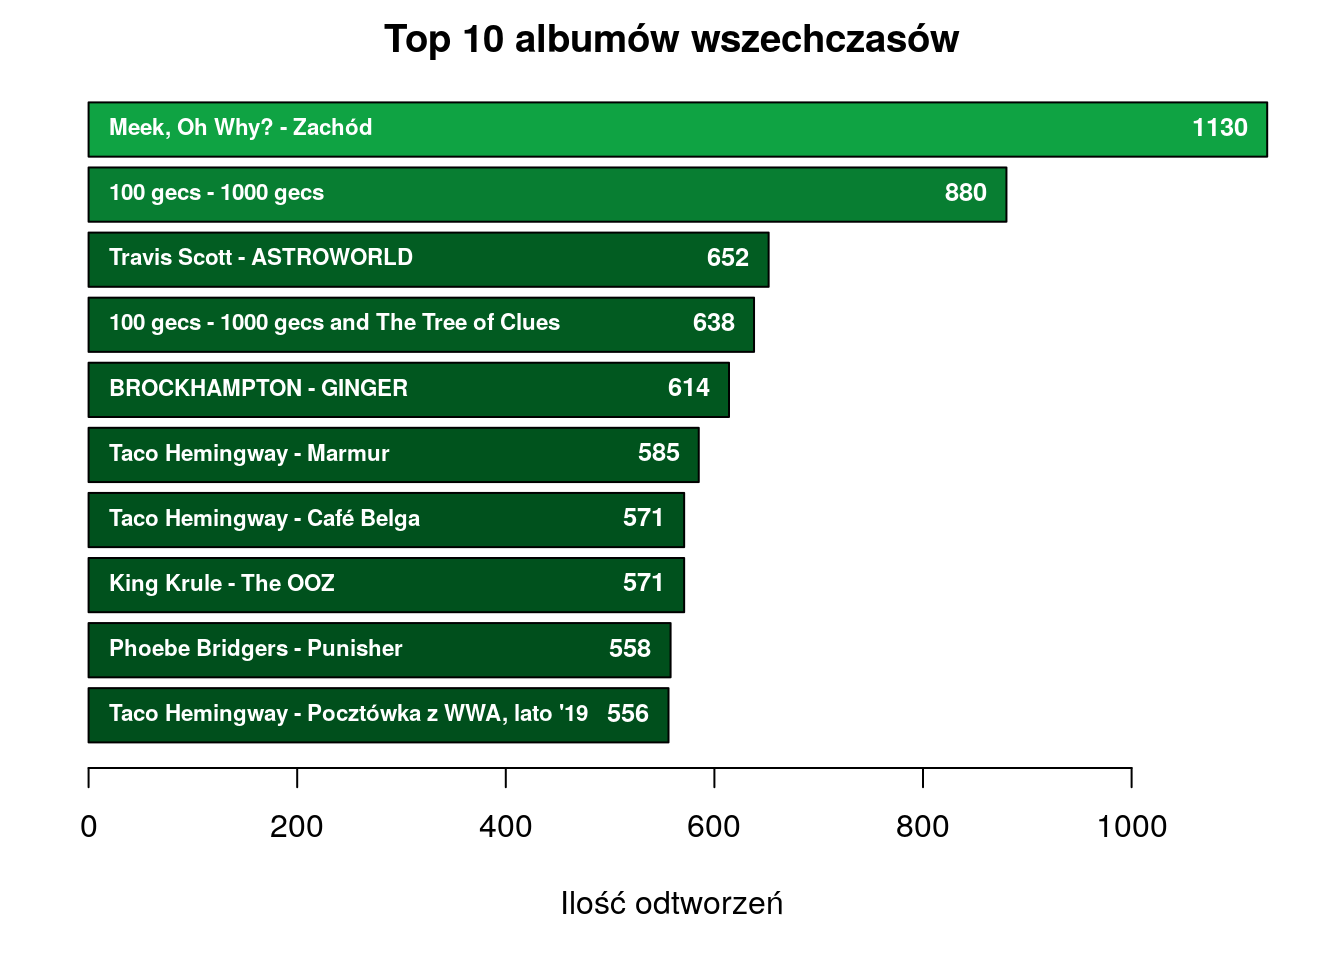 Top 10 albumów wszechczasów
Meek, Oh Why? - Zachód 1130
100 gecs - 1000 gecs 880
Travis Scott - ASTROWORLD 652
100 gecs - 1000 gecs and The Tree of Clues 638
BROCKHAMPTON - GINGER 614
Taco Hemingway - Marmur 585
Taco Hemingway - Café Belga 571
King Krule - The OOZ 571
Phoebe Bridgers - Punisher 558
Taco Hemingway - Pocztówka z WWA, lato '19 556
0 200 400 600 800 1000
Ilość odtworzeń